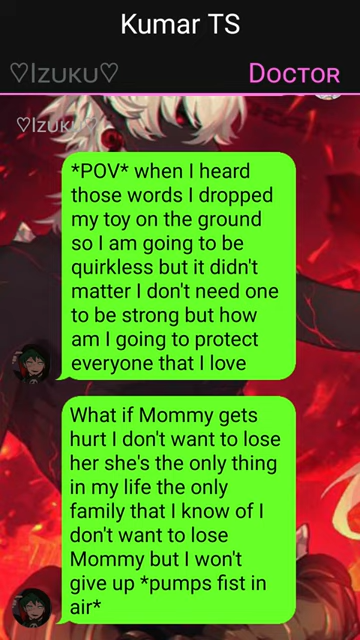 Kumar TS
♡Izuku♡ Doctor
♡Izuku♡
*POV* when I heard
those words I dropped
my toy on the ground
so I am going to be
quirkless but it didn't
matter I don't need one
to be strong but how
am I going to protect
everyone that I love
What if Mommy gets
hurt I don't want to lose
her she's the only thing
in my life the only
family that I know of I
don't want to lose
Mommy but I won't
give up *pumps fist in
air*